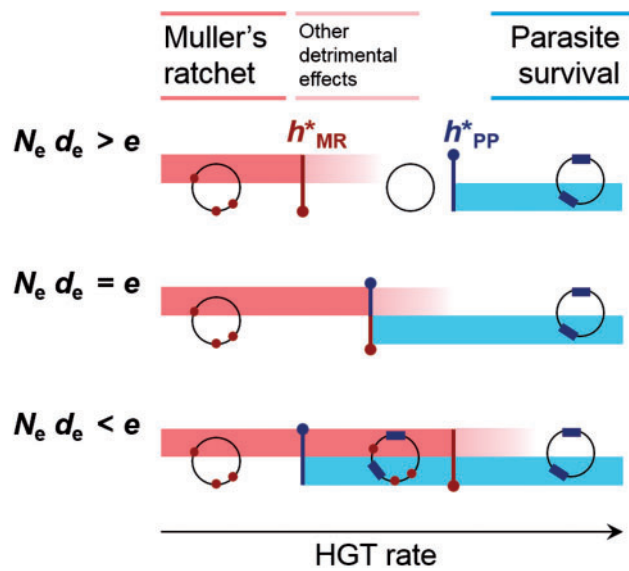 Muller's
ratchet
Other
detrimental
effects
Parasite
survival
Ne de > e
h*MR
h*PP
Ne de = e
Ne de < e
HGT rate